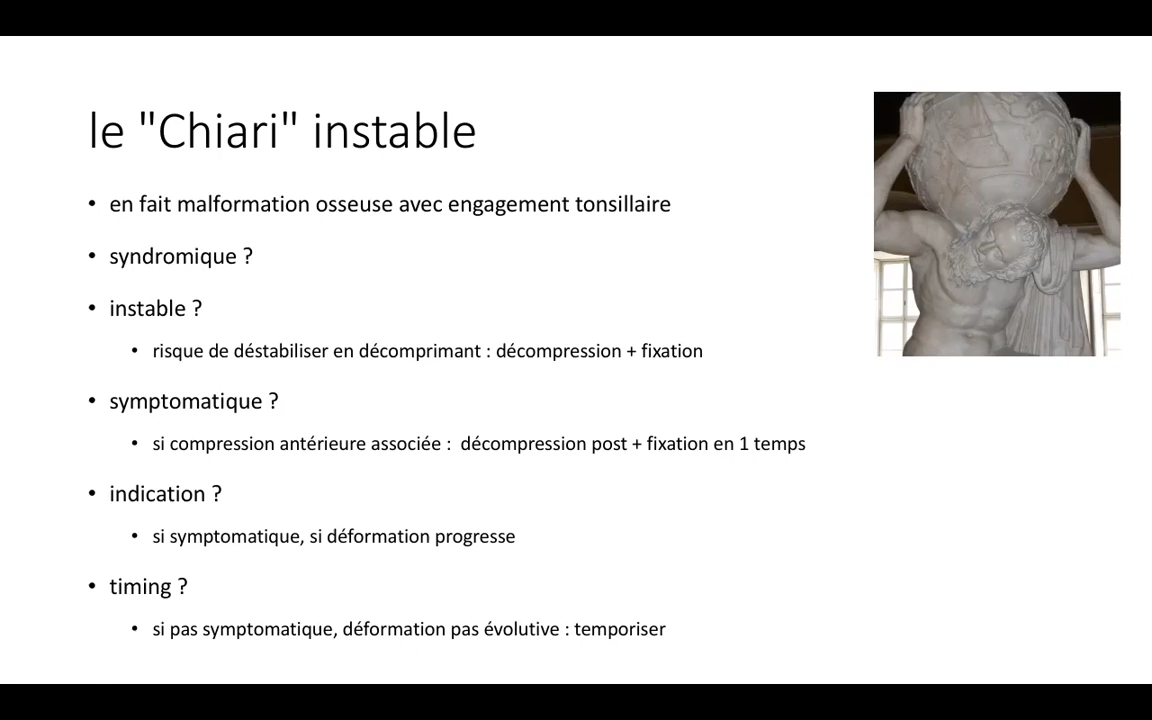 le "Chiari" instable
• en fait malformation osseuse avec engagement tonsillaire
• syndromique ?
• instable ?
• risque de déstabiliser en décomprimant : décompression + fixation
• symptomatique ?
• si compression antérieure associée :  décompression post + fixation en 1 temps
• indication ?
• si symptomatique, si déformation progresse
• timing ?
• si pas symptomatique, déformation pas évolutive : temporiser